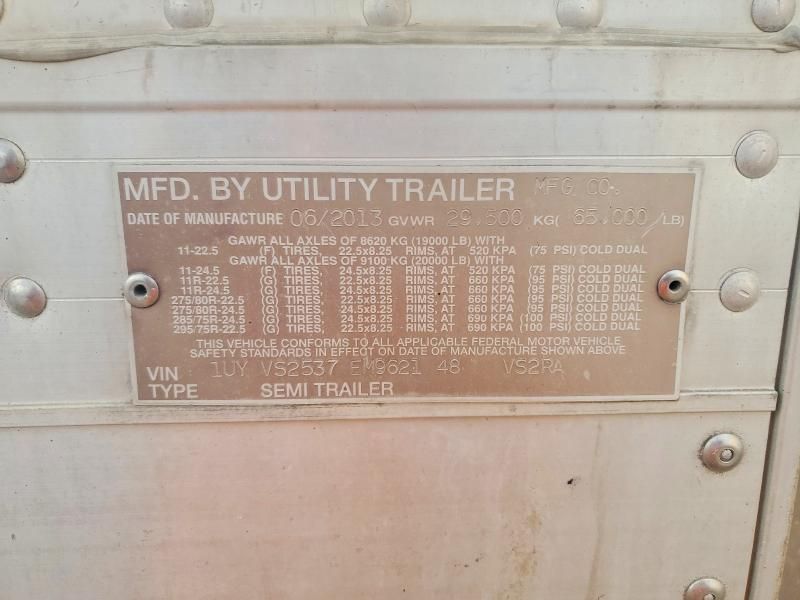 MFD. BY UTILITY TRAILER MFG CO.
DATE OF MANUFACTURE 06/2013 GVWR 29,500 KG( 65,000/LB)
GAWR ALL AXLES OF 8620 KG (19000 LB) WITH
11-22.5 (F) TIRES, 22.5x8.25 RIMS, AT 520 KPA (75 PSI) COLD DUAL
GAWR ALL AXLES OF 9100 KG (20000 LB) WITH
11-24.5 (F) TIRES, 24.5x8.25 RIMS, AT 520 KPA (75 PSI) COLD DUAL
11R-22.5 (G) TIRES, 22.5x8.25 RIMS, AT 660 KPA (95 PSI) COLD DUAL
11R-24.5 (G) TIRES, 24.5x8.25 RIMS, AT 660 KPA (95 PSI) COLD DUAL
275/80R-22.5 (G) TIRES, 22.5x8.25 RIMS, AT 660 KPA (95 PSI) COLD DUAL
275/80R-24.5 (G) TIRES, 24.5x8.25 RIMS, AT 660 KPA (95 PSI) COLD DUAL
285/75R-24.5 (G) TIRES, 24.5x8.25 RIMS, AT 690 KPA (100 PSI) COLD DUAL
295/75R-22.5 (G) TIRES, 22.5x8.25 RIMS, AT 690 KPA (100 PSI) COLD DUAL
THIS VEHICLE CONFORMS TO ALL APPLICABLE FEDERAL MOTOR VEHICLE
SAFETY STANDARDS IN EFFECT ON DATE OF MANUFACTURE SHOWN ABOVE
VIN 1UY VS2537 EM9621 48 VS2RA
TYPE SEMI TRAILER